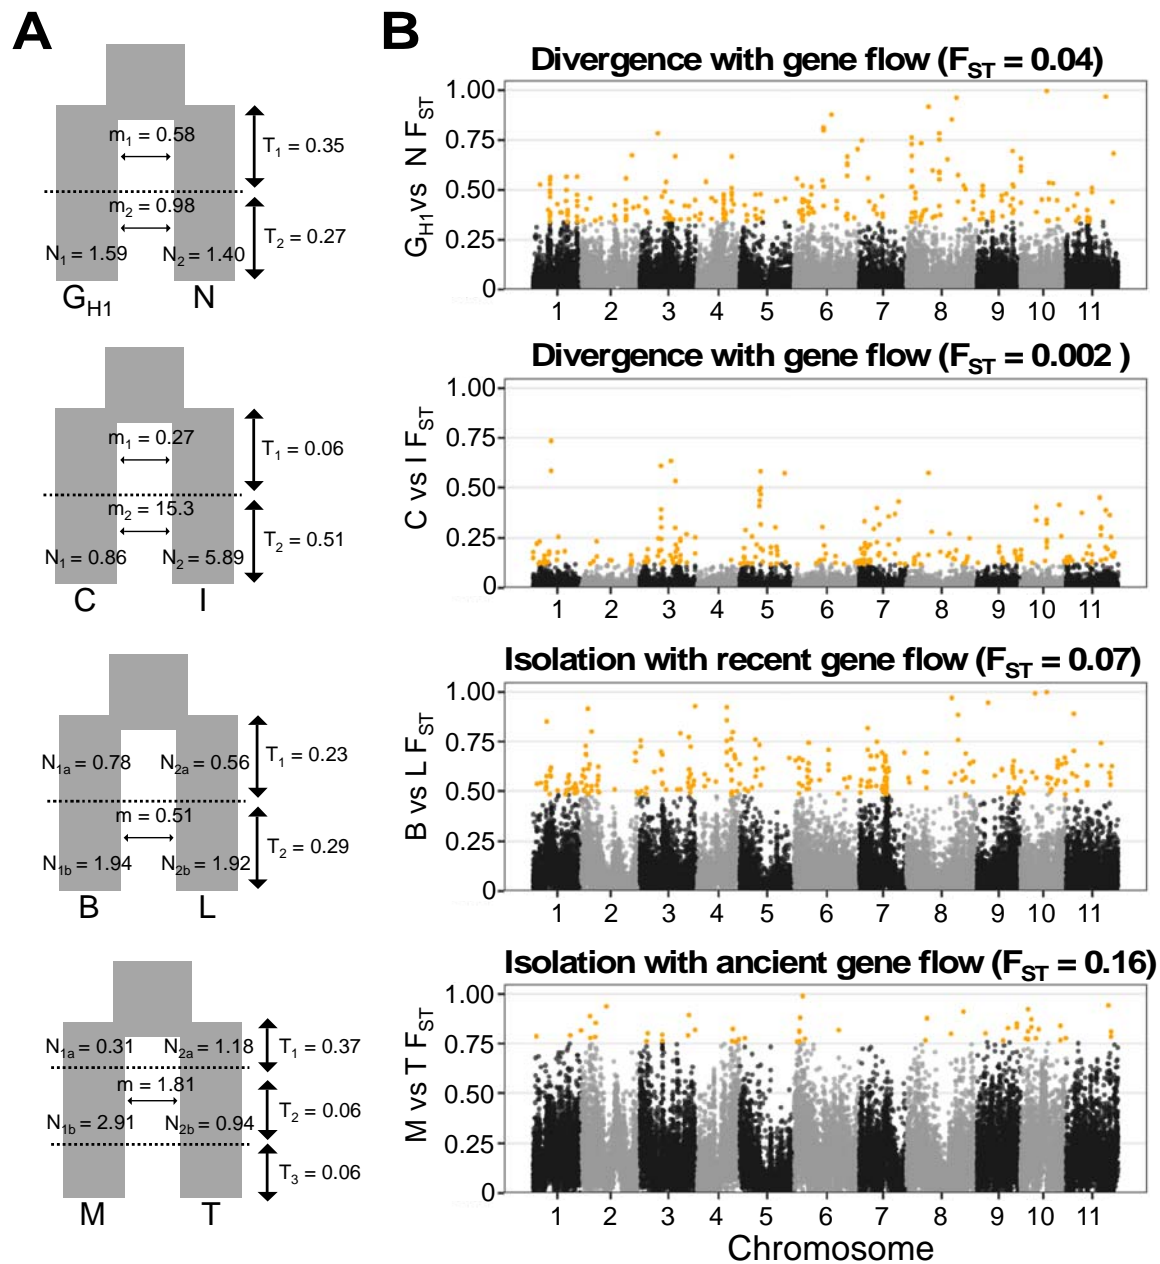 A
m1 = 0.58
T1 = 0.35
m2 = 0.98
T2 = 0.27
N1 = 1.59
N2 = 1.40
GH1
N
m1 = 0.27
T1 = 0.06
m2 = 15.3
T2 = 0.51
N1 = 0.86
N2 = 5.89
C
I
N1a = 0.78
N2a = 0.56
T1 = 0.23
m = 0.51
T2 = 0.29
N1b = 1.94
N2b = 1.92
B
L
N1a = 0.31
N2a = 1.18
T1 = 0.37
m = 1.81
T2 = 0.06
N1b = 2.91
N2b = 0.94
T3 = 0.06
M
T
B
Divergence with gene flow (FST = 0.04)
GH1 vs N FST
1.00
0.75
0.50
0.25
0
1 2 3 4 5 6 7 8 9 10 11
Divergence with gene flow (FST = 0.002 )
C vs I FST
1.00
0.75
0.50
0.25
0
1 2 3 4 5 6 7 8 9 10 11
Isolation with recent gene flow (FST = 0.07)
B vs L FST
1.00
0.75
0.50
0.25
0
1 2 3 4 5 6 7 8 9 10 11
Isolation with ancient gene flow (FST = 0.16)
M vs T FST
1.00
0.75
0.50
0.25
0
1 2 3 4 5 6 7 8 9 10 11
Chromosome